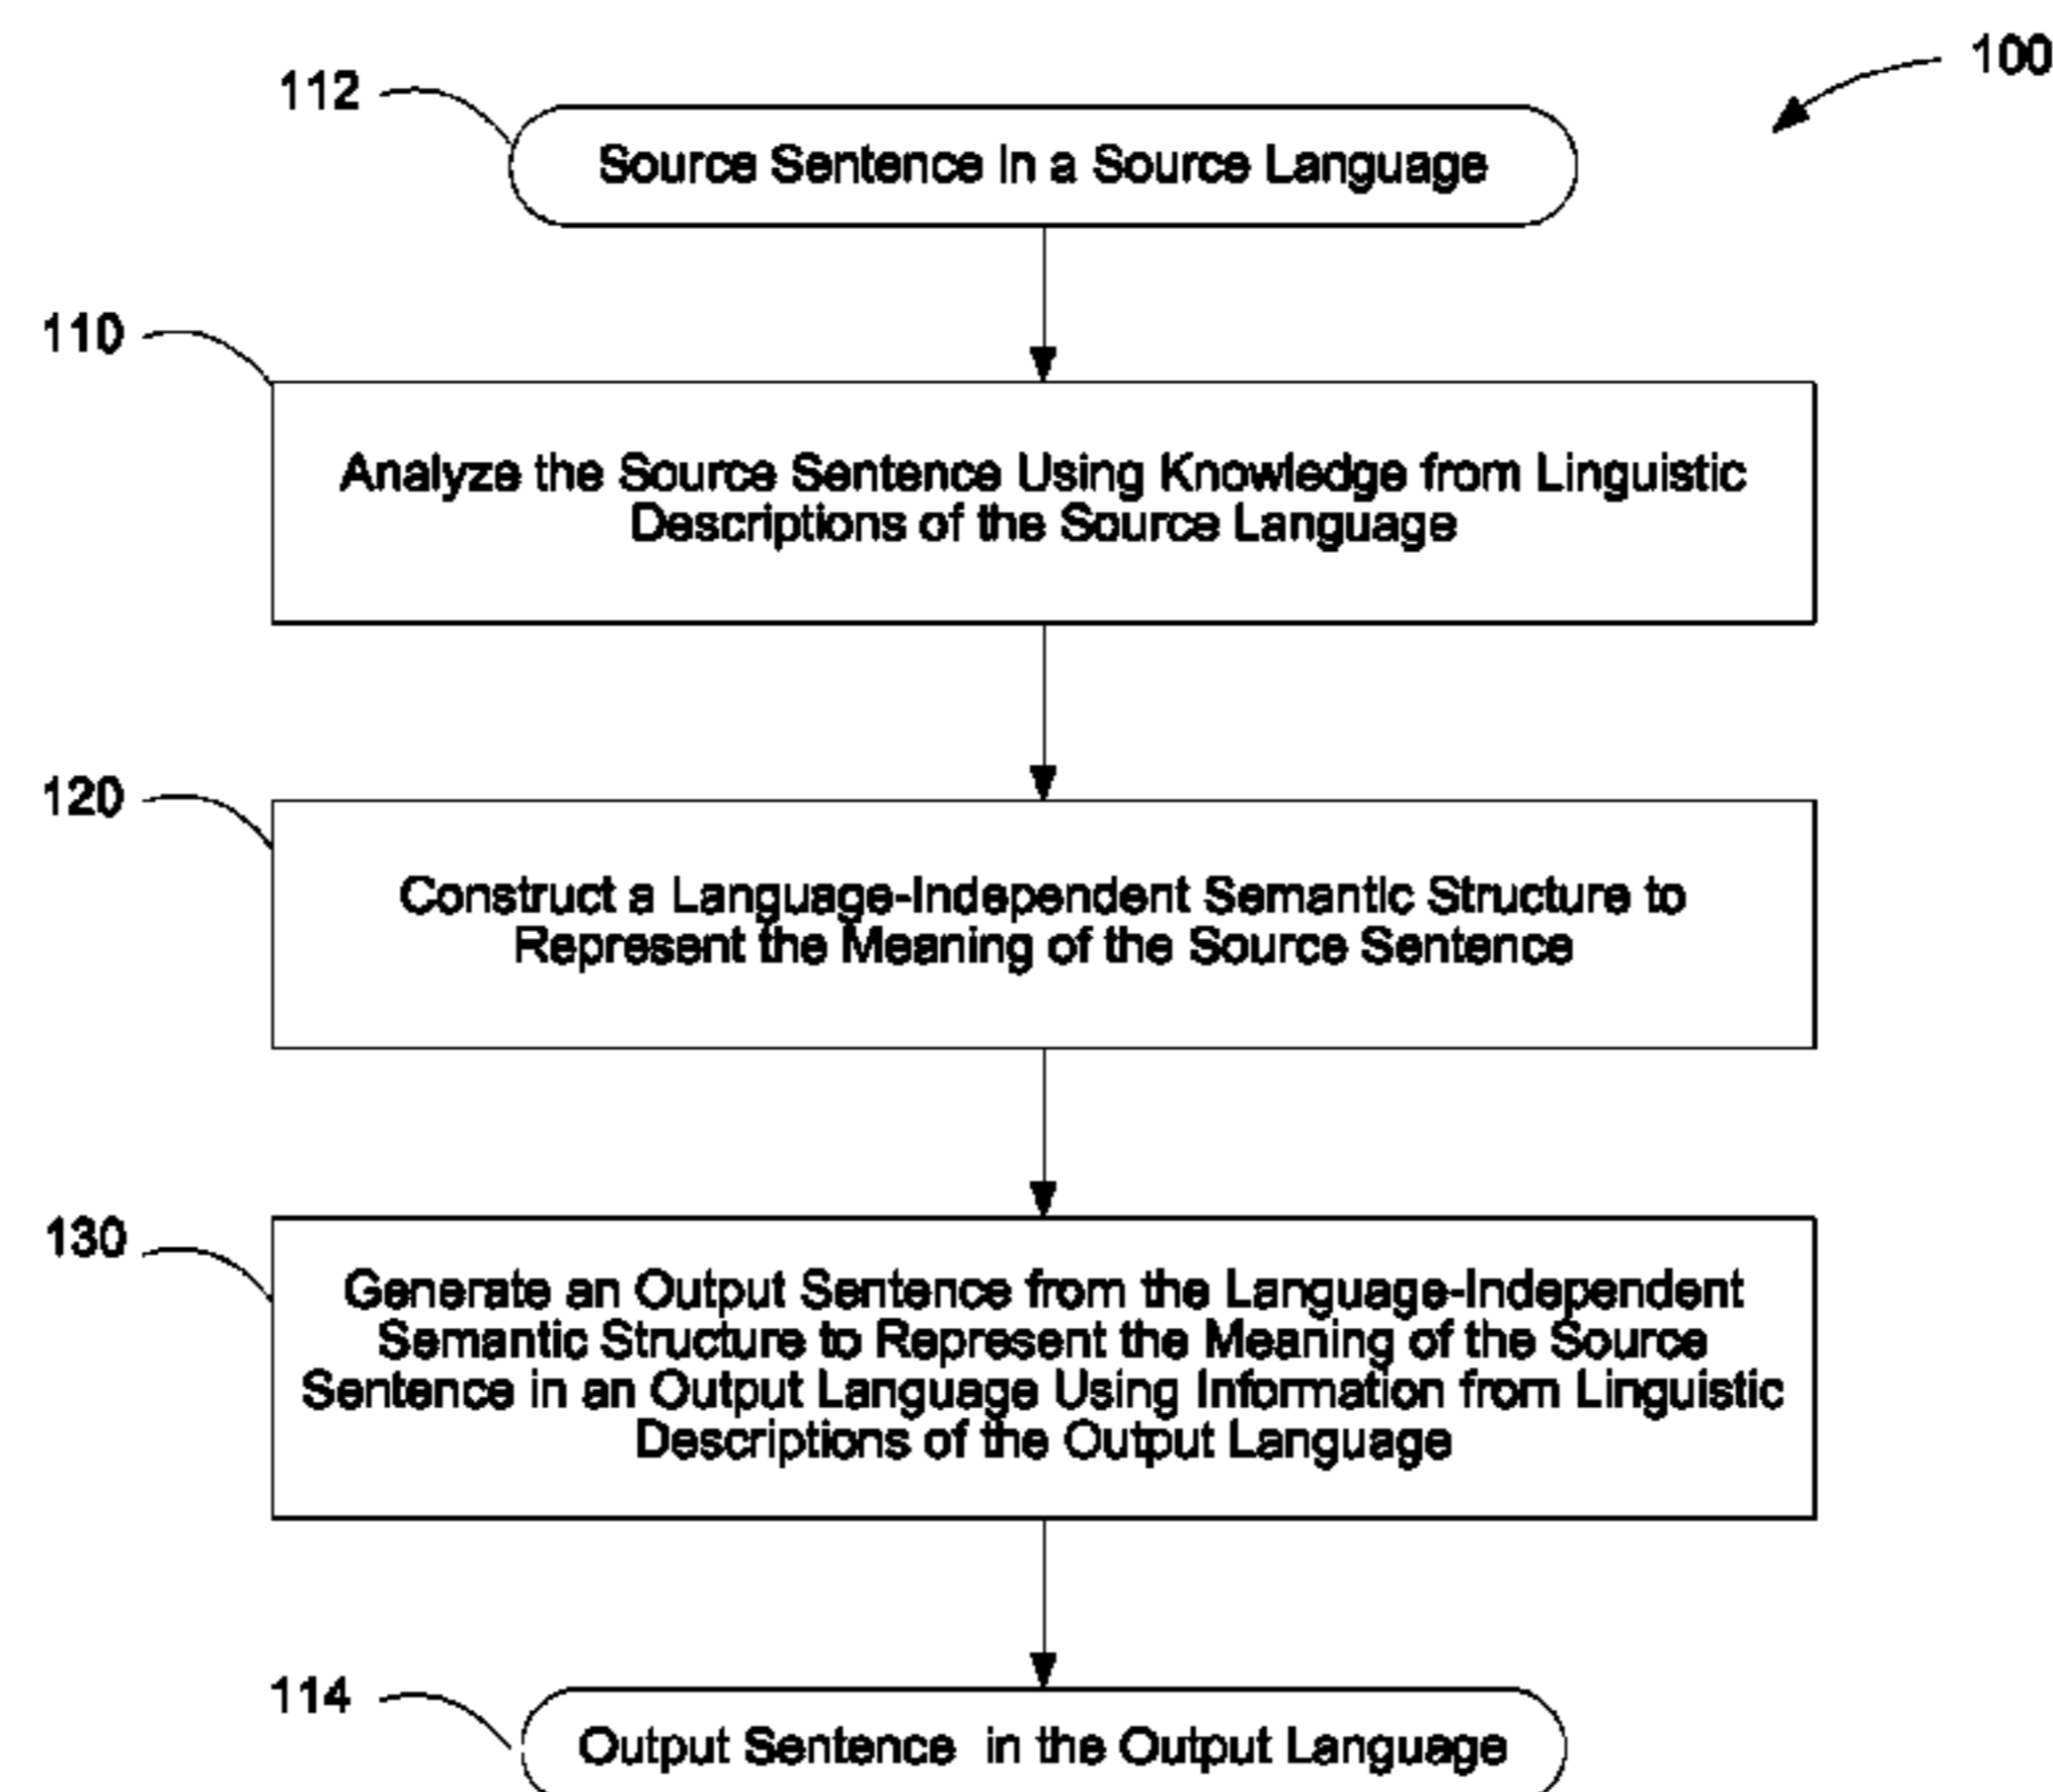 100
112
Source Sentence in a Source Language
110
Analyze the Source Sentence Using Knowledge from Linguistic
Descriptions of the Source Language
120
Construct a Language-Independent Semantic Structure to
Represent the Meaning of the Source Sentence
130
Generate an Output Sentence from the Language-Independent
Semantic Structure to Represent the Meaning of the Source
Sentence in an Output Language Using Information from Linguistic
Descriptions of the Output Language
114
Output Sentence in the Output Language